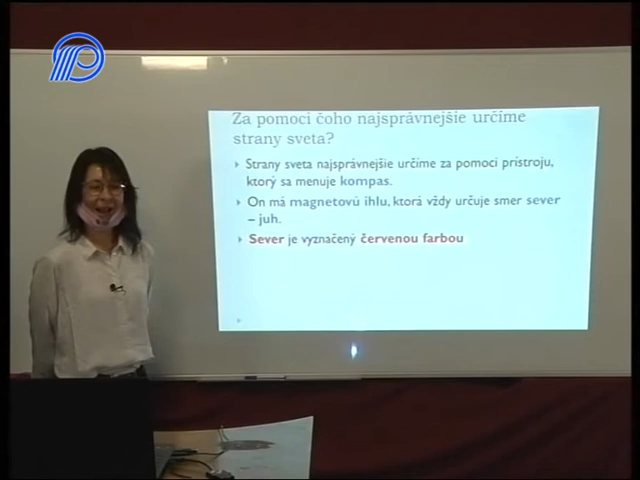 Za pomoci čoho najsprávnejšie určíme
strany sveta?
Strany sveta najsprávnejšie určíme za pomoci prístroju,
ktorý sa menuje kompas.
On má magnetovú ihlu, ktorá vždy určuje smer sever
– juh.
Sever je vyznačený červenou farbou